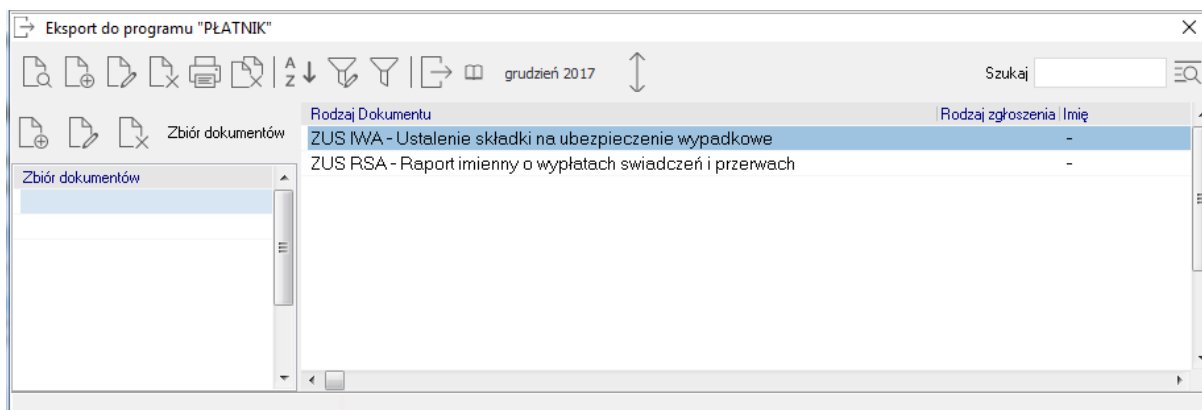 Eksport do programu "PŁATNIK"
A
Z
grudzień 2017
Szukaj
Zbiór dokumentów
Zbiór dokumentów
Rodzaj Dokumentu Rodzaj zgłoszenia Imię
ZUS IWA - Ustalenie składki na ubezpieczenie wypadkowe -
ZUS RSA - Raport imienny o wypłatach swiadczeń i przerwach -